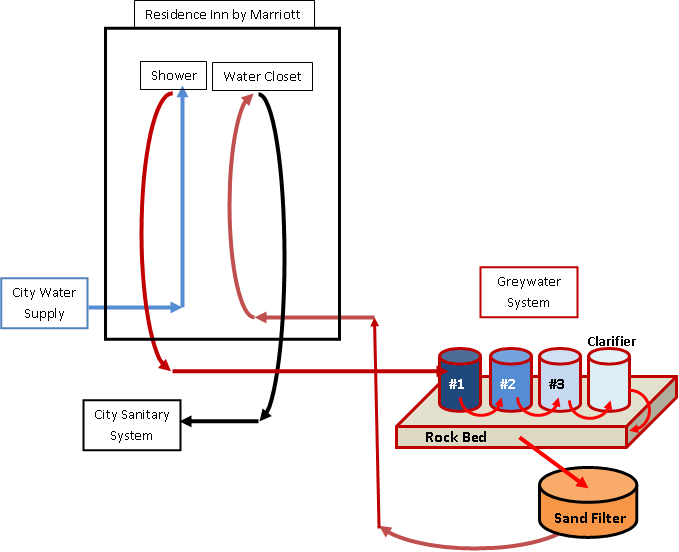 Residence Inn by Marriott
Shower
Water Closet
City Water
Supply
Greywater
System
Clarifier
#1
#2
#3
City Sanitary
System
Rock Bed
Sand Filter